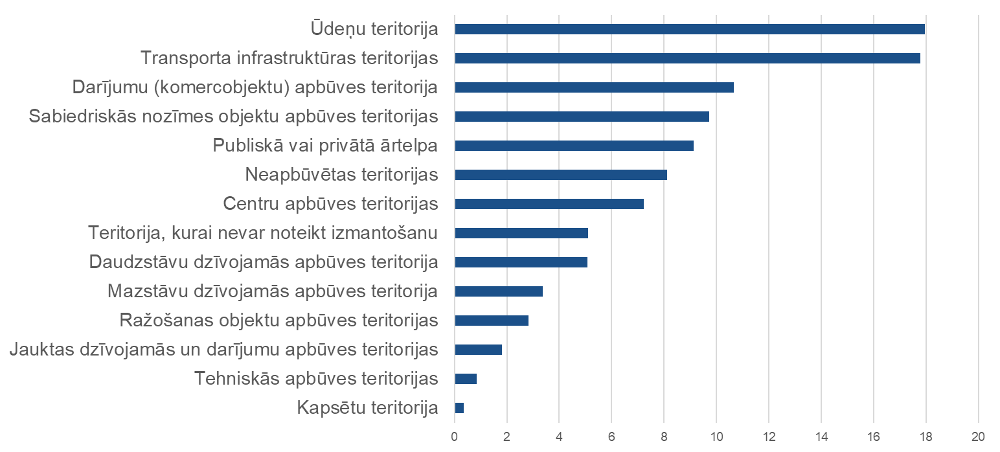 Ūdeņu teritorija
Transporta infrastruktūras teritorijas
Darījumu (komercobjektu) apbūves teritorija
Sabiedriskās nozīmes objektu apbūves teritorijas
Publiskā vai privātā ārtelpa
Neapbūvētas teritorijas
Centru apbūves teritorijas
Teritorija, kurai nevar noteikt izmantošanu
Daudzstāvu dzīvojamās apbūves teritorija
Mazstāvu dzīvojamās apbūves teritorija
Ražošanas objektu apbūves teritorijas
Jauktas dzīvojamās un darījumu apbūves teritorijas
Tehniskās apbūves teritorijas
Kapsētu teritorija
0 2 4 6 8 10 12 14 16 18 20